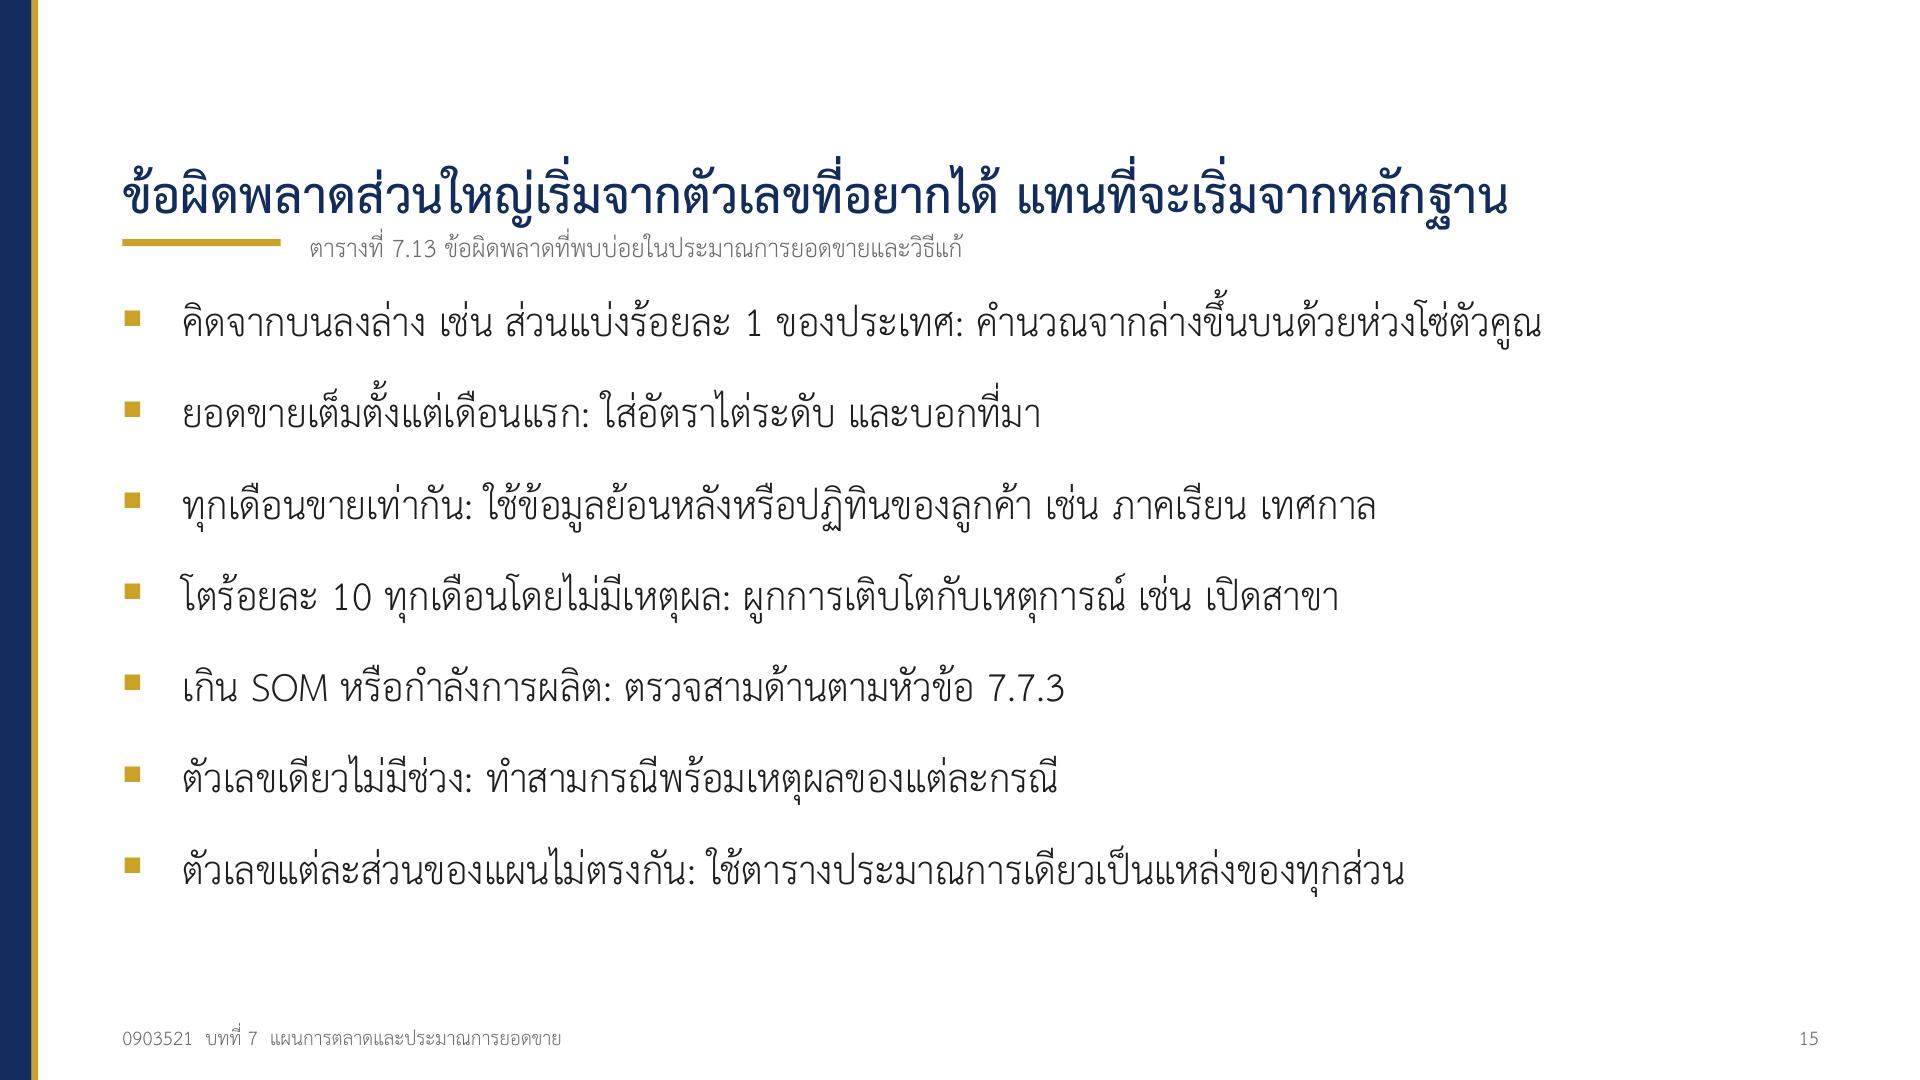 ข้อผิดพลาดส่วนใหญ่เริ่มจากตัวเลขที่อยากได้ แทนที่จะเริ่มจากหลักฐาน
ตารางที่ 7.13 ข้อผิดพลาดที่พบบ่อยในประมาณการยอดขายและวิธีแก้
คิดจากบนลงล่าง เช่น ส่วนแบ่งร้อยละ 1 ของประเทศ: คำนวณจากล่างขึ้นบนด้วยห่วงโซ่ตัวคูณ
ยอดขายเต็มตั้งแต่เดือนแรก: ใส่อัตราไต่ระดับ และบอกที่มา
ทุกเดือนขายเท่ากัน: ใช้ข้อมูลย้อนหลังหรือปฏิทินของลูกค้า เช่น ภาคเรียน เทศกาล
โตร้อยละ 10 ทุกเดือนโดยไม่มีเหตุผล: ผูกการเติบโตกับเหตุการณ์ เช่น เปิดสาขา
เกิน SOM หรือกำลังการผลิต: ตรวจสามด้านตามหัวข้อ 7.7.3
ตัวเลขเดียวไม่มีช่วง: ทำสามกรณีพร้อมเหตุผลของแต่ละกรณี
ตัวเลขแต่ละส่วนของแผนไม่ตรงกัน: ใช้ตารางประมาณการเดียวเป็นแหล่งของทุกส่วน
0903521 บทที่ 7 แผนการตลาดและประมาณการยอดขาย
15